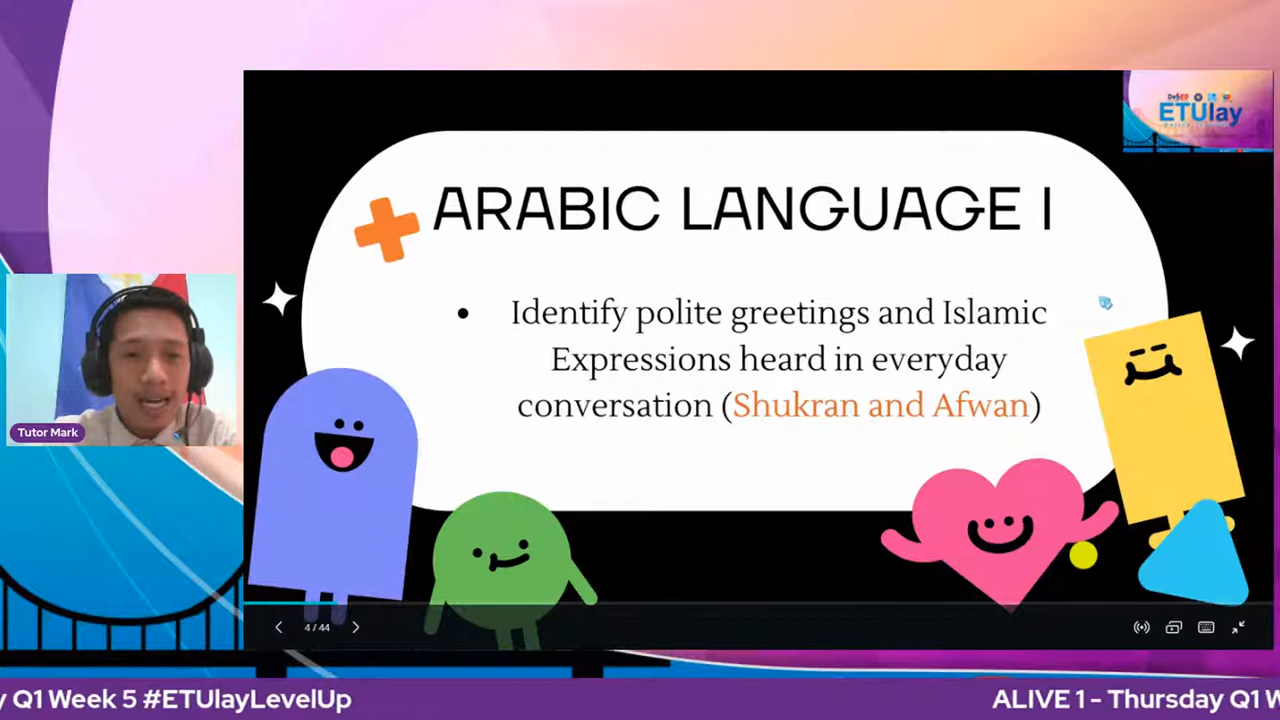 ETUlay
ARABIC LANGUAGE I
• Identify polite greetings and Islamic
Expressions heard in everyday
conversation (Shukran and Afwan)
Tutor Mark
4 / 44
y Q1 Week 5 #ETUlayLevelUp
ALIVE 1 - Thursday Q1 W